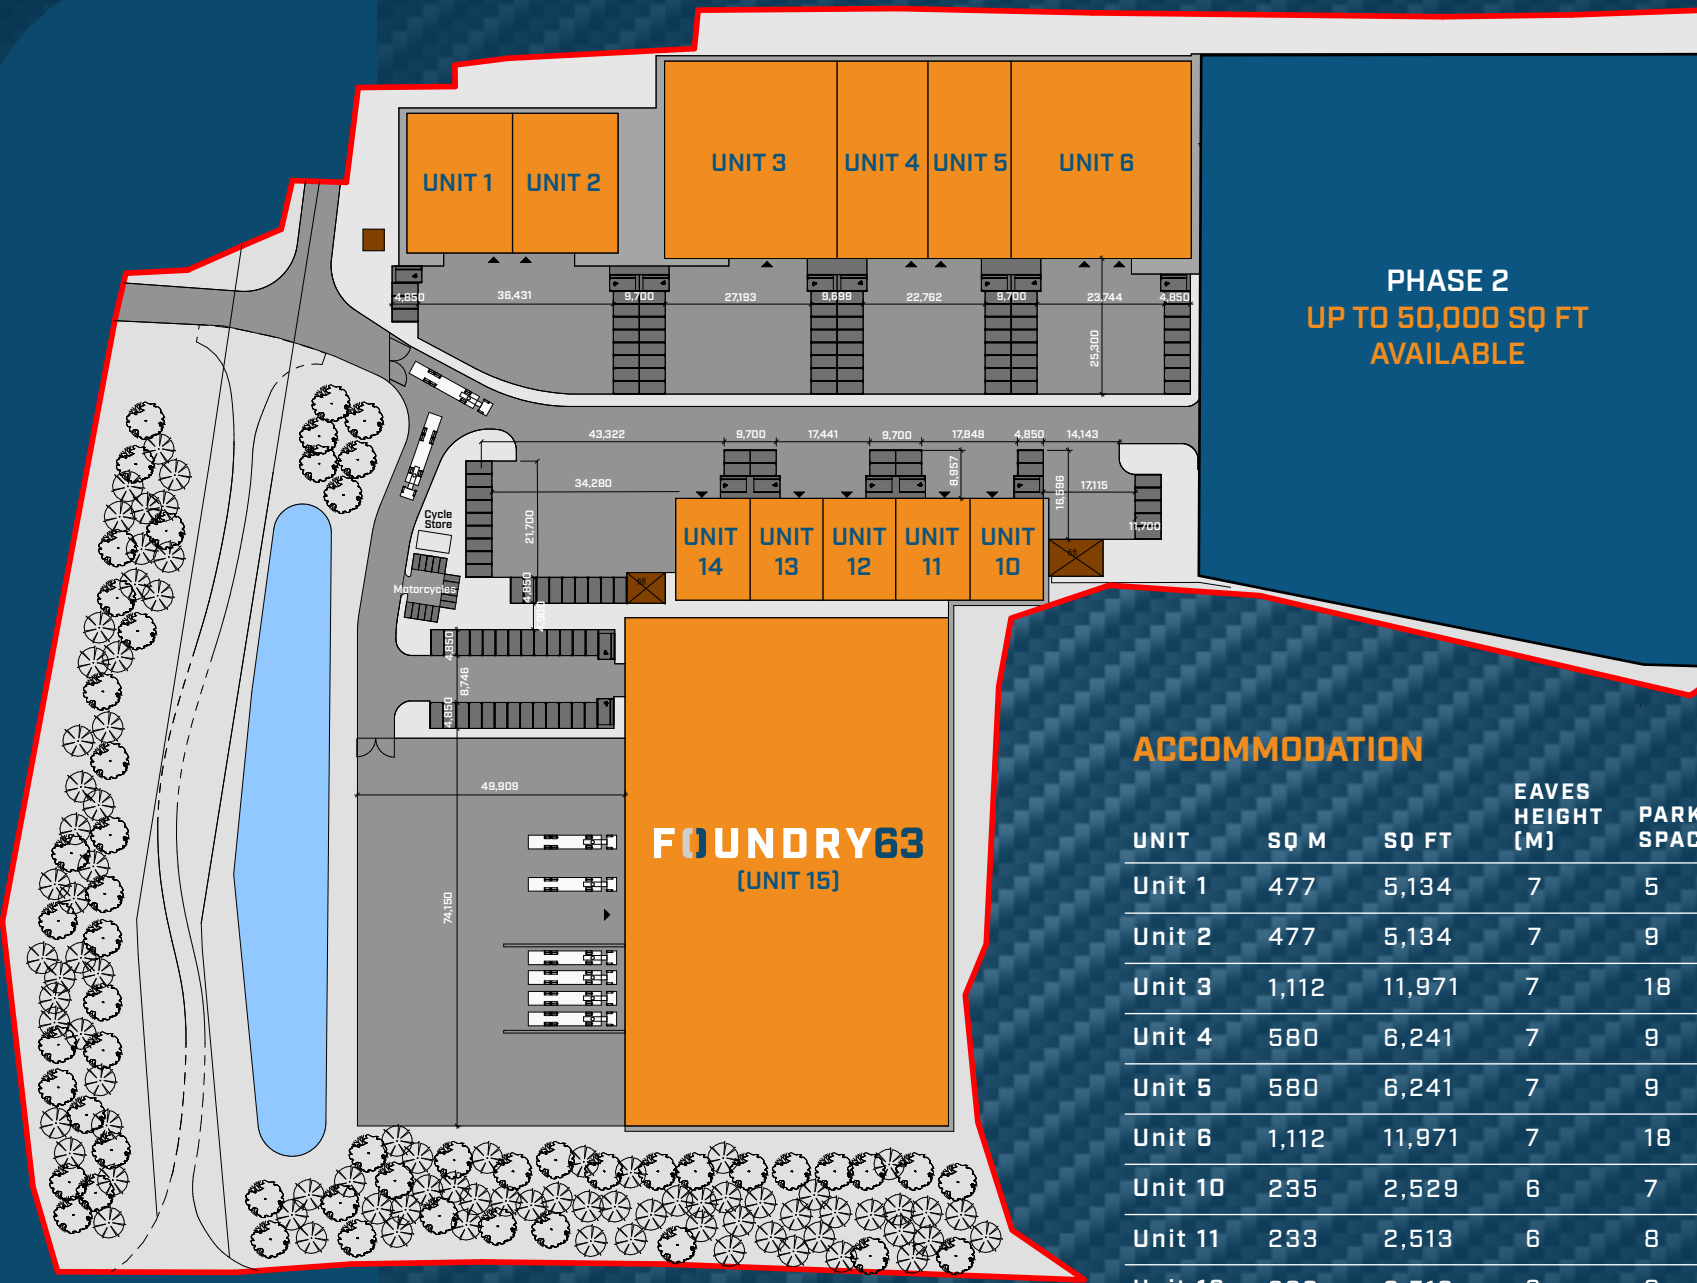 UNIT 1
UNIT 2
UNIT 3
UNIT 4
UNIT 5
UNIT 6
4,850
36,431
9,700
27,193
9,699
22,762
9,700
23,744
4,850
25,300
PHASE 2
UP TO 50,000 SQ FT
AVAILABLE
43,322
9,700
17,441
9,700
17,848
4,850
14,143
34,280
21,700
8,957
16,596
17,115
11,700
Cycle
Store
Motorcycles
UNIT
14
UNIT
13
UNIT
12
UNIT
11
UNIT
10
4,850
4,850
8,746
4,850
49,909
74,150
FOUNDRY63
(UNIT 15)
ACCOMMODATION
UNIT SQ M SQ FT EAVES HEIGHT (M) PARK SPAC
Unit 1 477 5,134 7 5
Unit 2 477 5,134 7 9
Unit 3 1,112 11,971 7 18
Unit 4 580 6,241 7 9
Unit 5 580 6,241 7 9
Unit 6 1,112 11,971 7 18
Unit 10 235 2,529 6 7
Unit 11 233 2,513 6 8